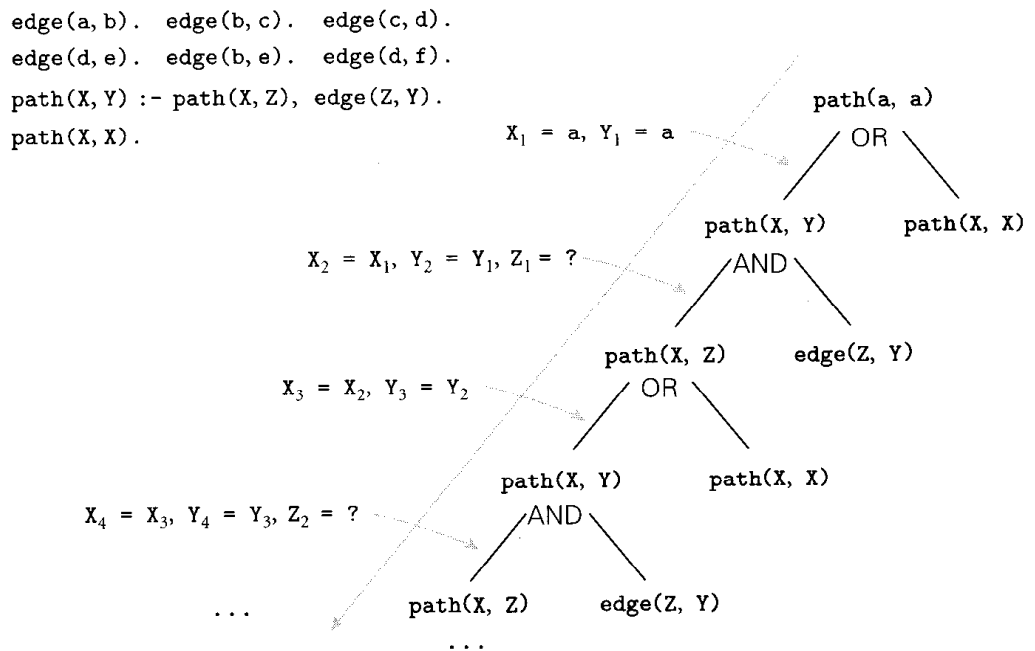 edge(a, b). edge(b, c). edge(c, d).
edge(d, e). edge(b, e). edge(d, f).
path(X, Y) :- path(X, Z), edge(Z, Y).
path(X, X).
path(a, a)
X₁ = a, Y₁ = a
OR
path(X, Y)
path(X, X)
X₂ = X₁, Y₂ = Y₁, Z₁ = ?
AND
path(X, Z)
edge(Z, Y)
X₃ = X₂, Y₃ = Y₂
OR
path(X, Y)
path(X, X)
X₄ = X₃, Y₄ = Y₃, Z₂ = ?
AND
path(X, Z)
edge(Z, Y)
...
...